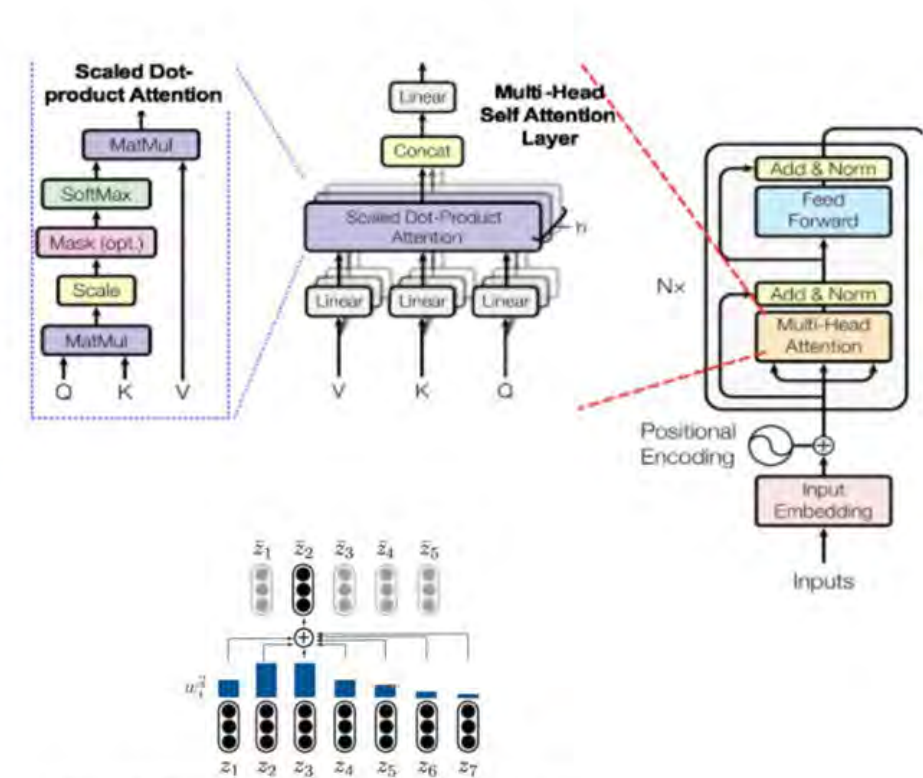 Scaled Dot-
product Attention
MatMul
SoftMax
Mask (opt.)
Scale
MatMul
Q K V
Linear
Multi-Head
Self Attention
Layer
Concat
Scaled Dot-Product
Attention
h
Linear Linear Linear
V K Q
Add & Norm
Feed
Forward
N×
Add & Norm
Multi-Head
Attention
Positional
Encoding
Input
Embedding
Inputs
z̄₁ z̄₂ z̄₃ z̄₄ z̄₅
z₁ z₂ z₃ z₄ z₅ z₆ z₇